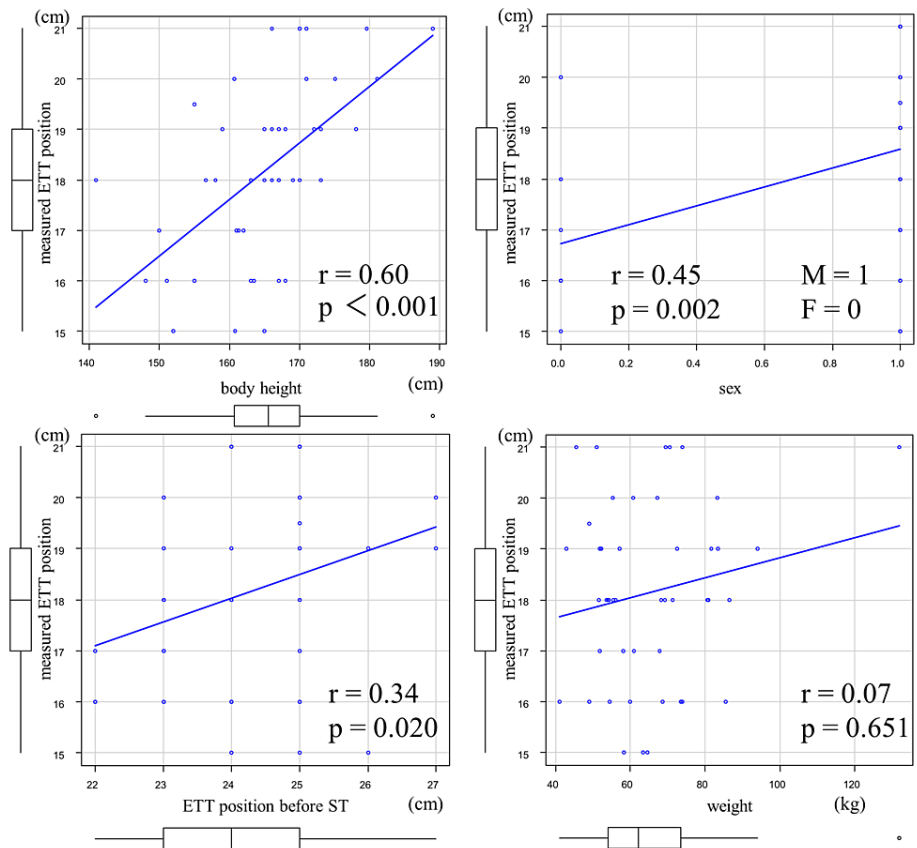 (cm)
21
20
19
18
17
16
15
measured ETT position
r = 0.60
p < 0.001
140 150 160 170 180 190
body height (cm)
(cm)
21
20
19
18
17
16
15
measured ETT position
r = 0.45 M = 1
p = 0.002 F = 0
0.0 0.2 0.4 0.6 0.8 1.0
sex
(cm)
21
20
19
18
17
16
15
measured ETT position
r = 0.34
p = 0.020
22 23 24 25 26 27
ETT position before ST (cm)
(cm)
21
20
19
18
17
16
15
measured ETT position
r = 0.07
p = 0.651
40 60 80 100 120
weight (kg)